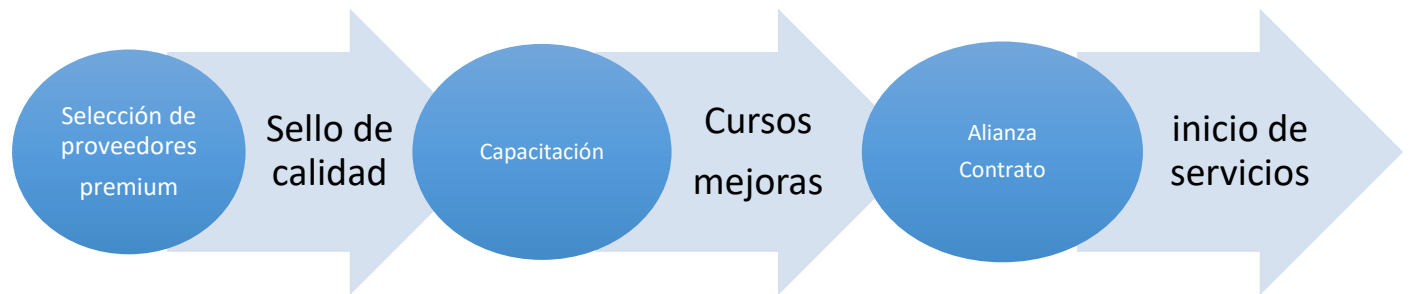 Selección de
proveedores
premium
Sello de
calidad
Capacitación
Cursos
mejoras
Alianza
Contrato
inicio de
servicios